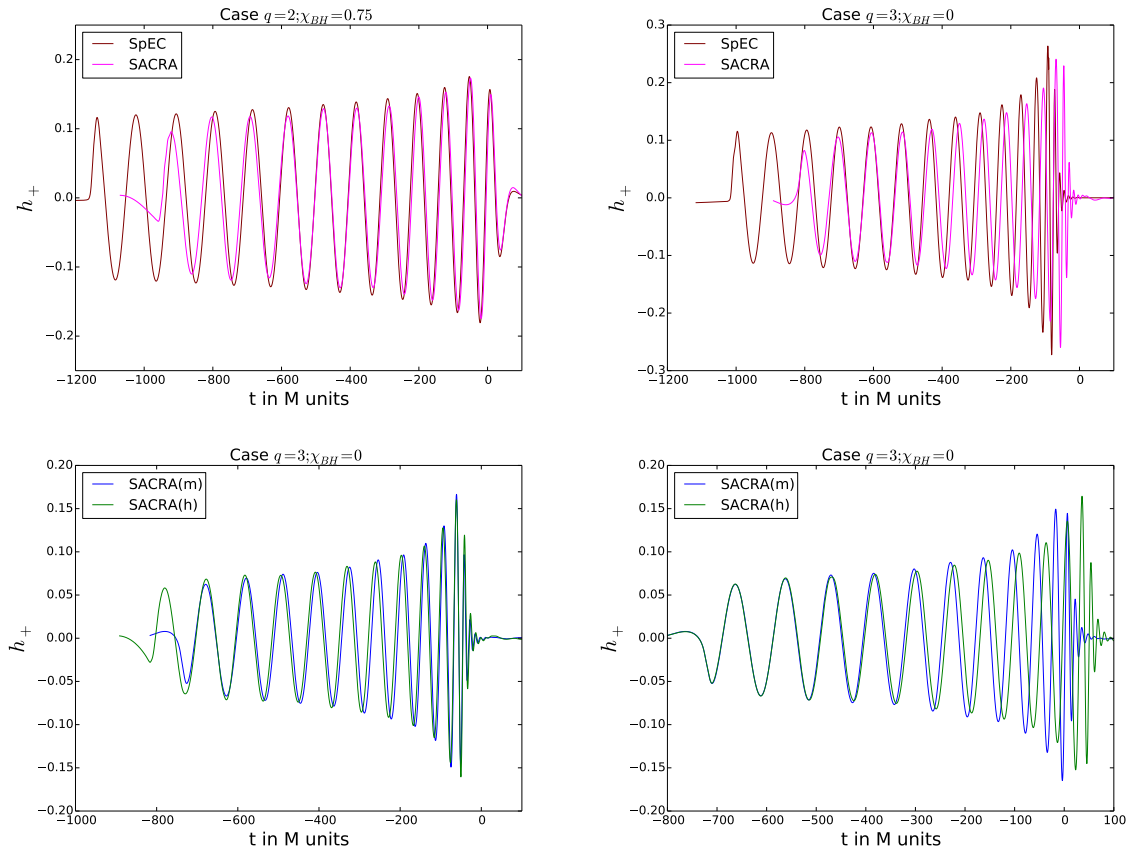 Case q=2;χ_BH=0.75
SpEC
SACRA
h₊
0.2
0.1
0.0
−0.1
−0.2
−1200 −1000 −800 −600 −400 −200 0
t in M units
Case q=3;χ_BH=0
SpEC
SACRA
h₊
0.3
0.2
0.1
0.0
−0.1
−0.2
−0.3
−1200 −1000 −800 −600 −400 −200 0
t in M units
Case q=3;χ_BH=0
SACRA(m)
SACRA(h)
h₊
0.20
0.15
0.10
0.05
0.00
−0.05
−0.10
−0.15
−0.20
−1000 −800 −600 −400 −200 0
t in M units
Case q=3;χ_BH=0
SACRA(m)
SACRA(h)
h₊
0.20
0.15
0.10
0.05
0.00
−0.05
−0.10
−0.15
−0.20
−800 −700 −600 −500 −400 −300 −200 −100 0 100
t in M units